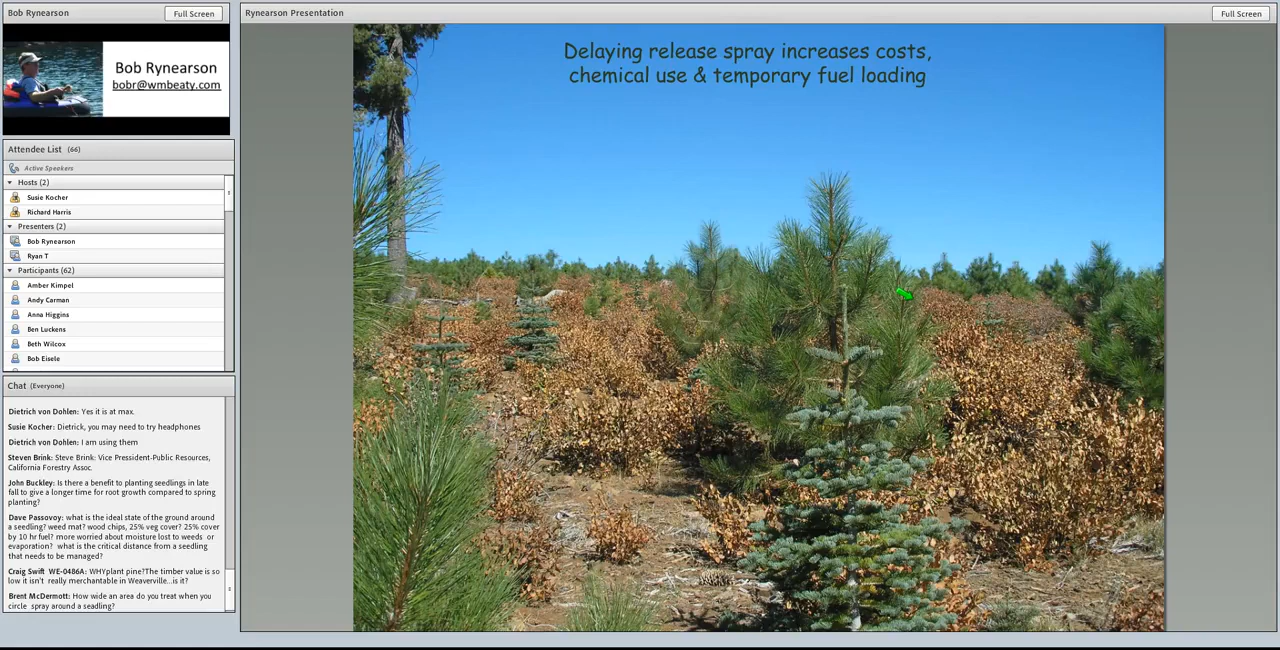 Bob Rynearson
Full Screen
Bob Rynearson
bobr@wmbeaty.com
Attendee List (66)
Active Speakers
Hosts (2)
Susie Kocher
Richard Harris
Presenters (2)
Bob Rynearson
Ryan T
Participants (62)
Amber Kimpel
Andy Carman
Anna Higgins
Ben Luckens
Beth Wilcox
Bob Eisele
Chat (Everyone)
Dietrich von Dohlen: Yes it is at max.
Susie Kocher: Dietrick, you may need to try headphones
Dietrich von Dohlen: I am using them
Steven Brink: Steve Brink: Vice President-Public Resources,
California Forestry Assoc.
John Buckley: Is there a benefit to planting seedlings in late
fall to give a longer time for root growth compared to spring
planting?
Dave Passovoy: what is the ideal state of the ground around
a seedling? weed mat? wood chips, 25% veg cover? 25% cover
by 10 hr fuel? more worried about moisture lost to weeds or
evaporation? what is the critical distance from a seedling
that needs to be managed?
Craig Swift WE-0486A: WHYplant pine?The timber value is so
low it isn't really merchantable in Weaverville...is it?
Brent McDermott: How wide an area do you treat when you
circle spray around a seadling?
Rynearson Presentation
Full Screen
Delaying release spray increases costs,
chemical use & temporary fuel loading